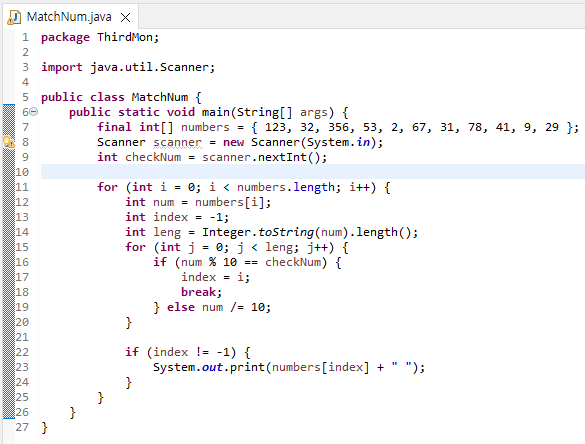 MatchNum.java
1 package ThirdMon;
2
3 import java.util.Scanner;
4
5 public class MatchNum {
6     public static void main(String[] args) {
7         final int[] numbers = { 123, 32, 356, 53, 2, 67, 31, 78, 41, 9, 29 };
8         Scanner scanner = new Scanner(System.in);
9         int checkNum = scanner.nextInt();
10
11         for (int i = 0; i < numbers.length; i++) {
12             int num = numbers[i];
13             int index = -1;
14             int leng = Integer.toString(num).length();
15             for (int j = 0; j < leng; j++) {
16                 if (num % 10 == checkNum) {
17                     index = i;
18                     break;
19                 } else num /= 10;
20             }
21
22             if (index != -1) {
23                 System.out.print(numbers[index] + " ");
24             }
25         }
26     }
27 }